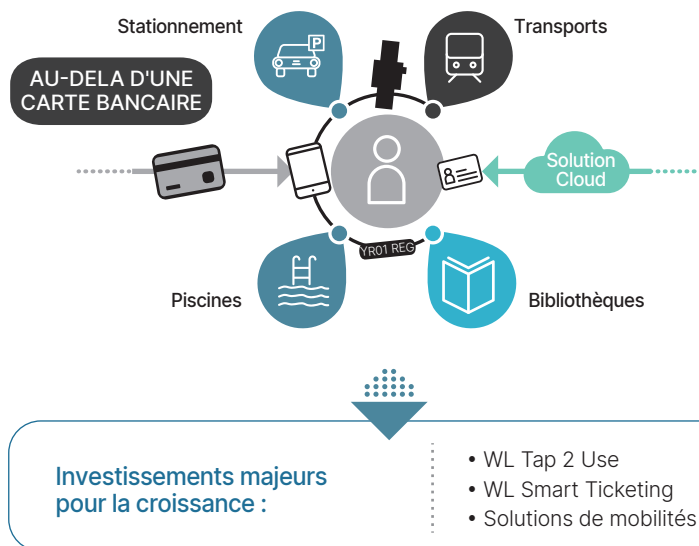 Stationnement
Transports
P
AU-DELA D'UNE
CARTE BANCAIRE
Solution
Cloud
YR01 REG
Piscines
Bibliothèques
Investissements majeurs
pour la croissance :
• WL Tap 2 Use
• WL Smart Ticketing
• Solutions de mobilités